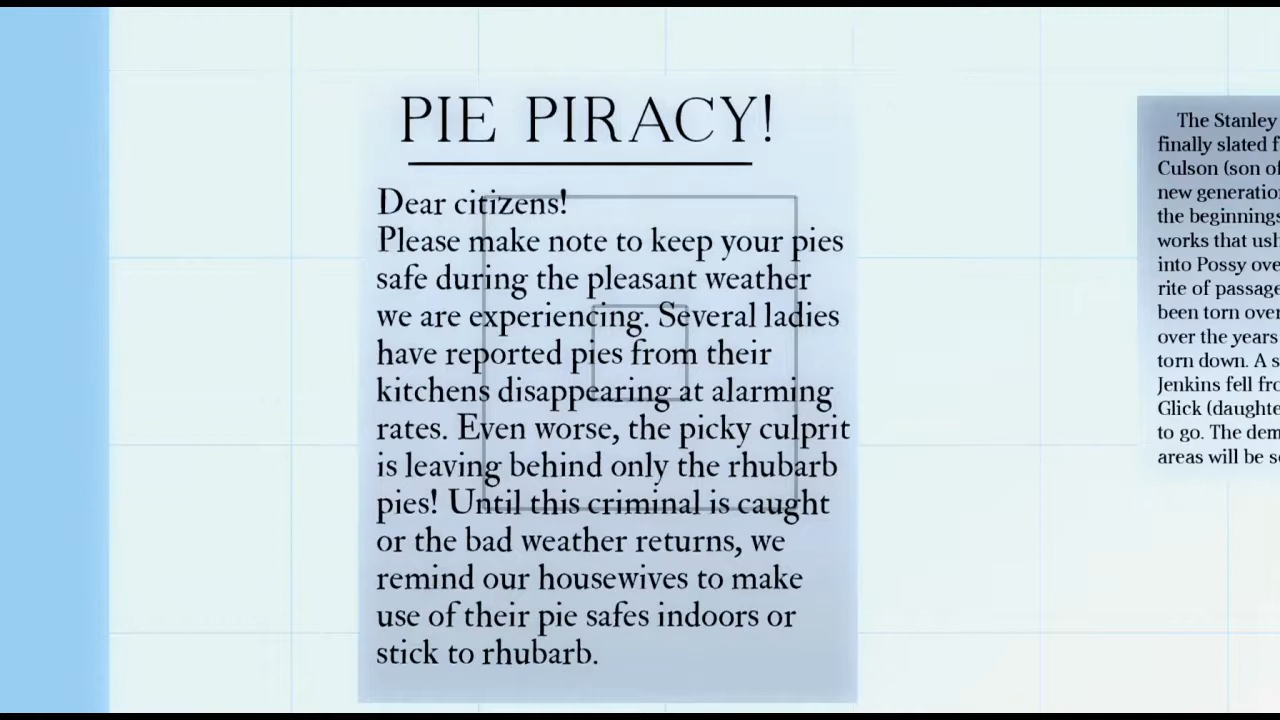 PIE PIRACY!
Dear citizens!
Please make note to keep your pies
safe during the pleasant weather
we are experiencing. Several ladies
have reported pies from their
kitchens disappearing at alarming
rates. Even worse, the picky culprit
is leaving behind only the rhubarb
pies! Until this criminal is caught
or the bad weather returns, we
remind our housewives to make
use of their pie safes indoors or
stick to rhubarb.
The Stanley
finally slated
Culson (son of
new generation
the beginnings
works that
into Possy
rite of passage
been torn over
over the years
torn down. A
Jenkins fell
Glick
to go. The
areas will be